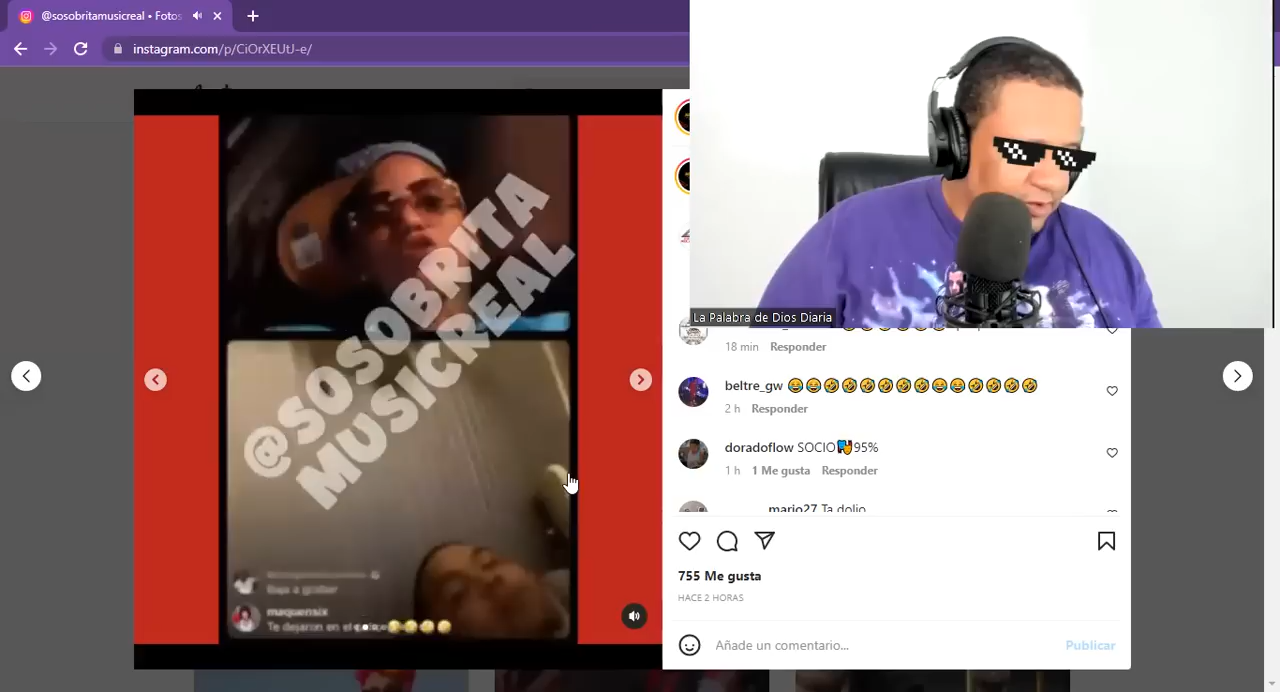 @sosobritamusicreal • Fotos
instagram.com/p/CiOrXEUtJ-e/
@SOSOBRITA
MUSICREAL
Baja a grabar
maquensix
Te dejaron en el
La Palabra de Dios Diaria
18 min Responder
beltre_gw 😂😂🤣🤣🤣🤣🤣🤣😂😂🤣🤣🤣🤣
2 h Responder
doradoflow SOCIO 95%
1 h 1 Me gusta Responder
mario27 Ta dolio
755 Me gusta
HACE 2 HORAS
Añade un comentario...
Publicar